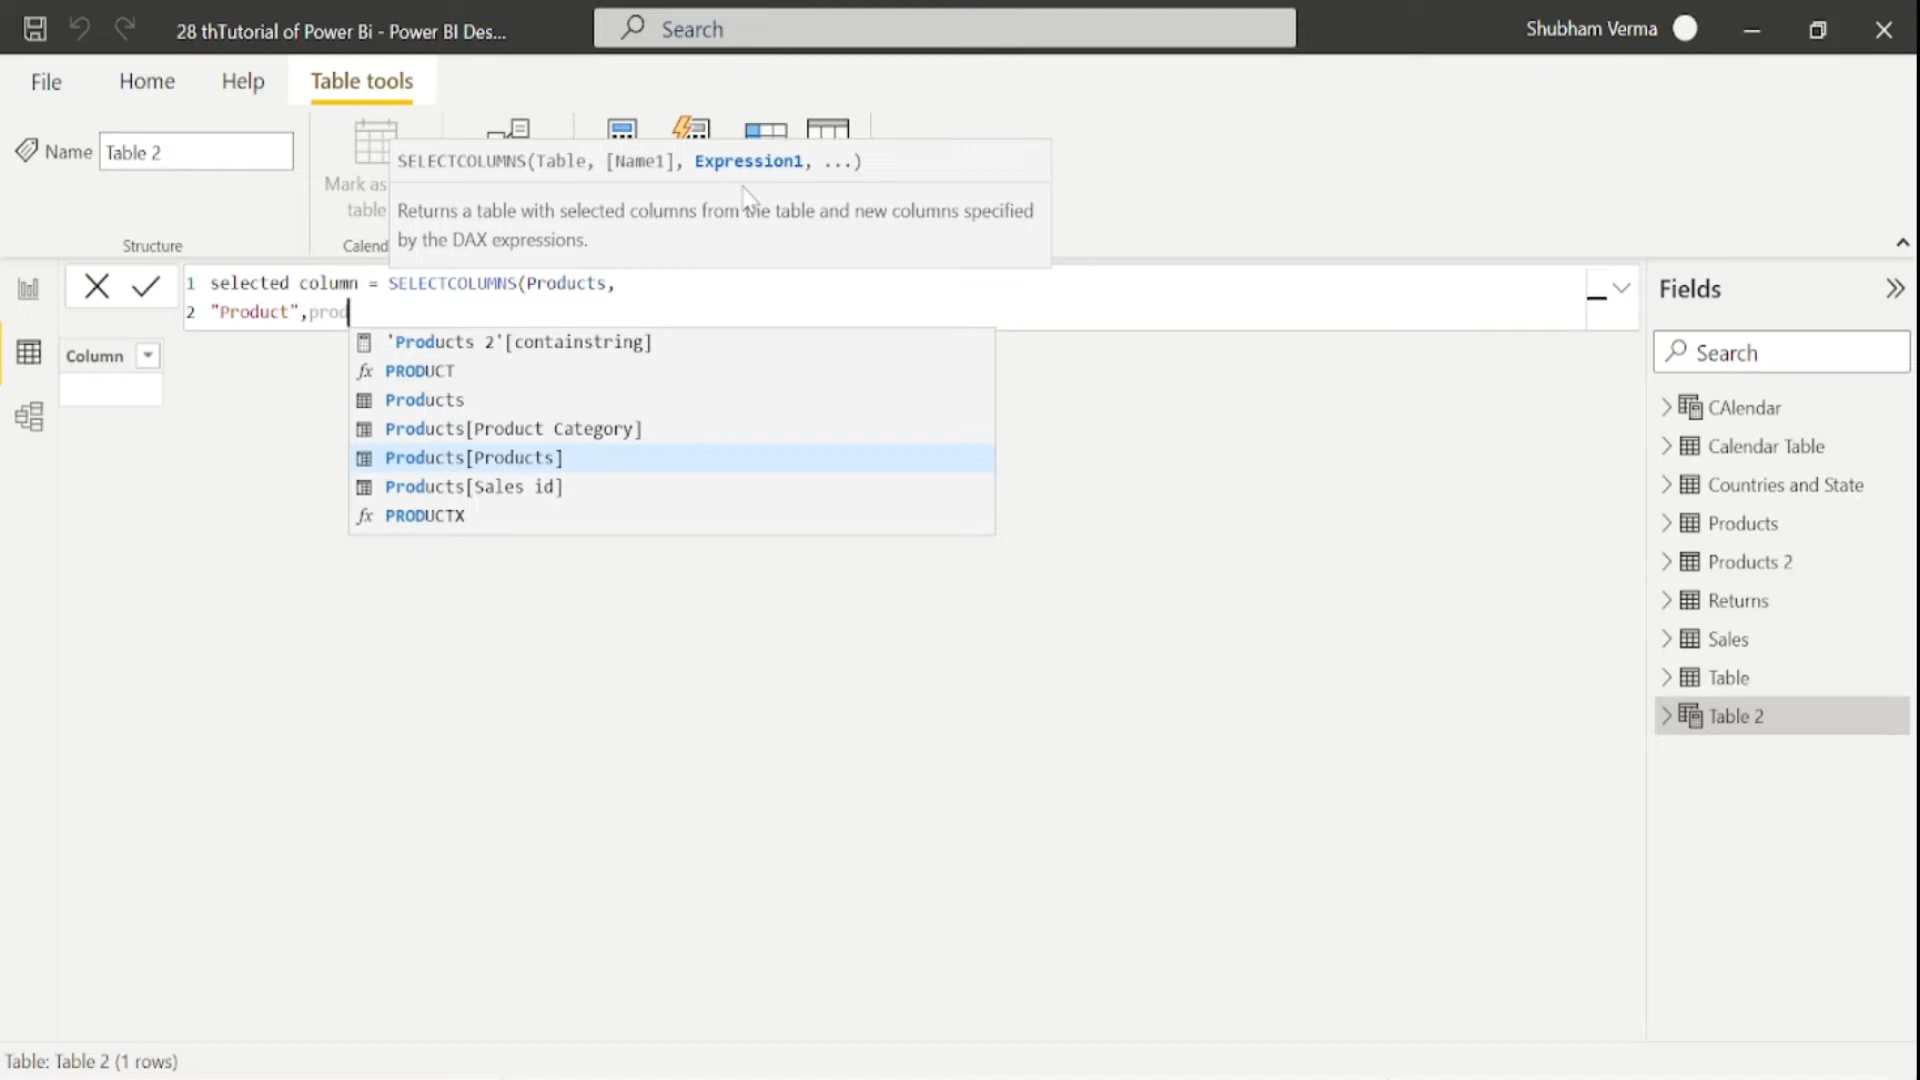 28 thTutorial of Power Bi - Power BI Des...
Search
Shubham Verma
File
Home
Help
Table tools
Name
Table 2
Mark as
table
Structure
Calend
SELECTCOLUMNS(Table, [Name1], Expression1, ...)
Returns a table with selected columns from the table and new columns specified
by the DAX expressions.
1 selected column = SELECTCOLUMNS(Products,
2 "Product",prod
Column
'Products 2'[containstring]
fx PRODUCT
Products
Products[Product Category]
Products[Products]
Products[Sales id]
fx PRODUCTX
Fields
Search
CAlendar
Calendar Table
Countries and State
Products
Products 2
Returns
Sales
Table
Table 2
Table: Table 2 (1 rows)